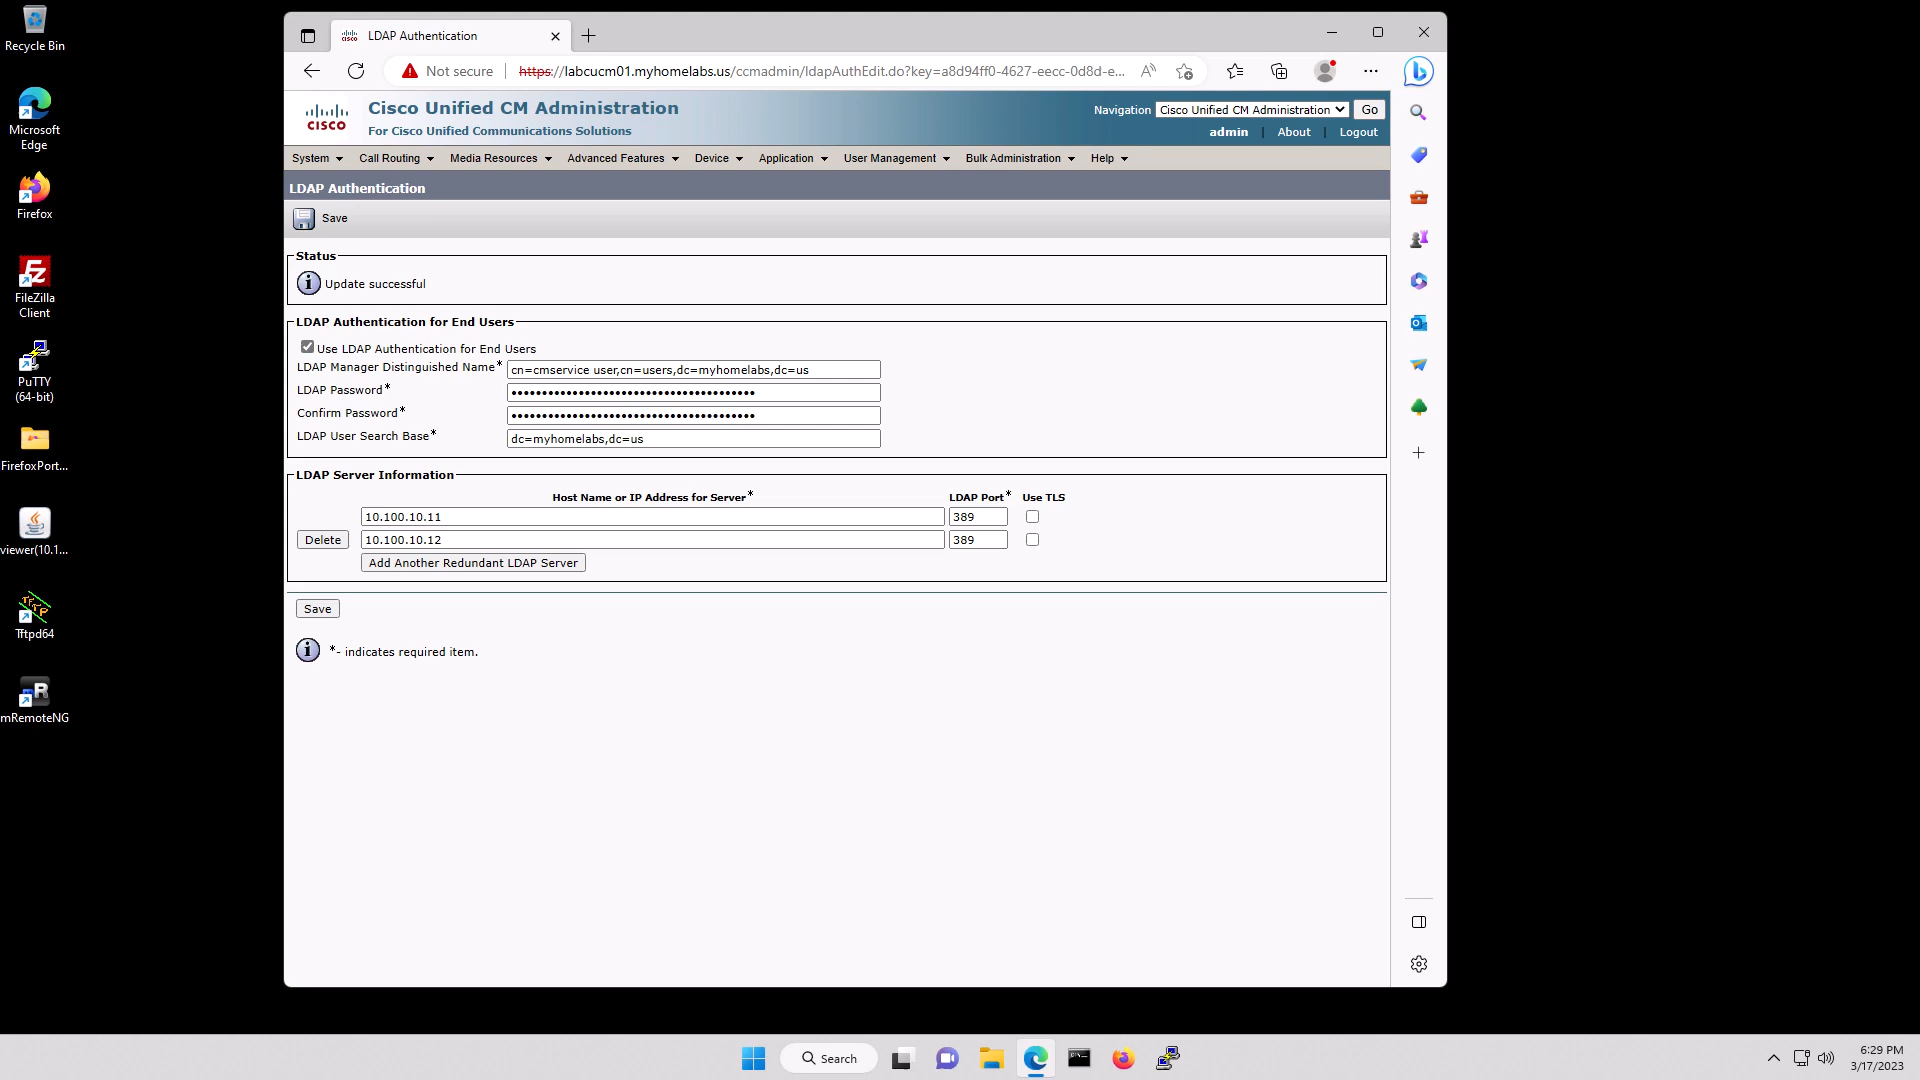 Recycle Bin
Microsoft
Edge
Firefox
FileZilla
Client
PuTTY
(64-bit)
FirefoxPort...
viewer(10.1...
Tftpd64
mRemoteNG
LDAP Authentication
Not secure
https://labcucm01.myhomelabs.us/ccmadmin/ldapAuthEdit.do?key=a8d94ff0-4627-eecc-0d8d-e...
CISCO
Cisco Unified CM Administration
For Cisco Unified Communications Solutions
Navigation Cisco Unified CM Administration Go
admin | About | Logout
System Call Routing Media Resources Advanced Features Device Application User Management Bulk Administration Help
LDAP Authentication
Save
Status
Update successful
LDAP Authentication for End Users
Use LDAP Authentication for End Users
LDAP Manager Distinguished Name* cn=cmservice user,cn=users,dc=myhomelabs,dc=us
LDAP Password*
Confirm Password*
LDAP User Search Base* dc=myhomelabs,dc=us
LDAP Server Information
Host Name or IP Address for Server* LDAP Port* Use TLS
10.100.10.11 389
Delete 10.100.10.12 389
Add Another Redundant LDAP Server
Save
*- indicates required item.
Search
6:29 PM
3/17/2023